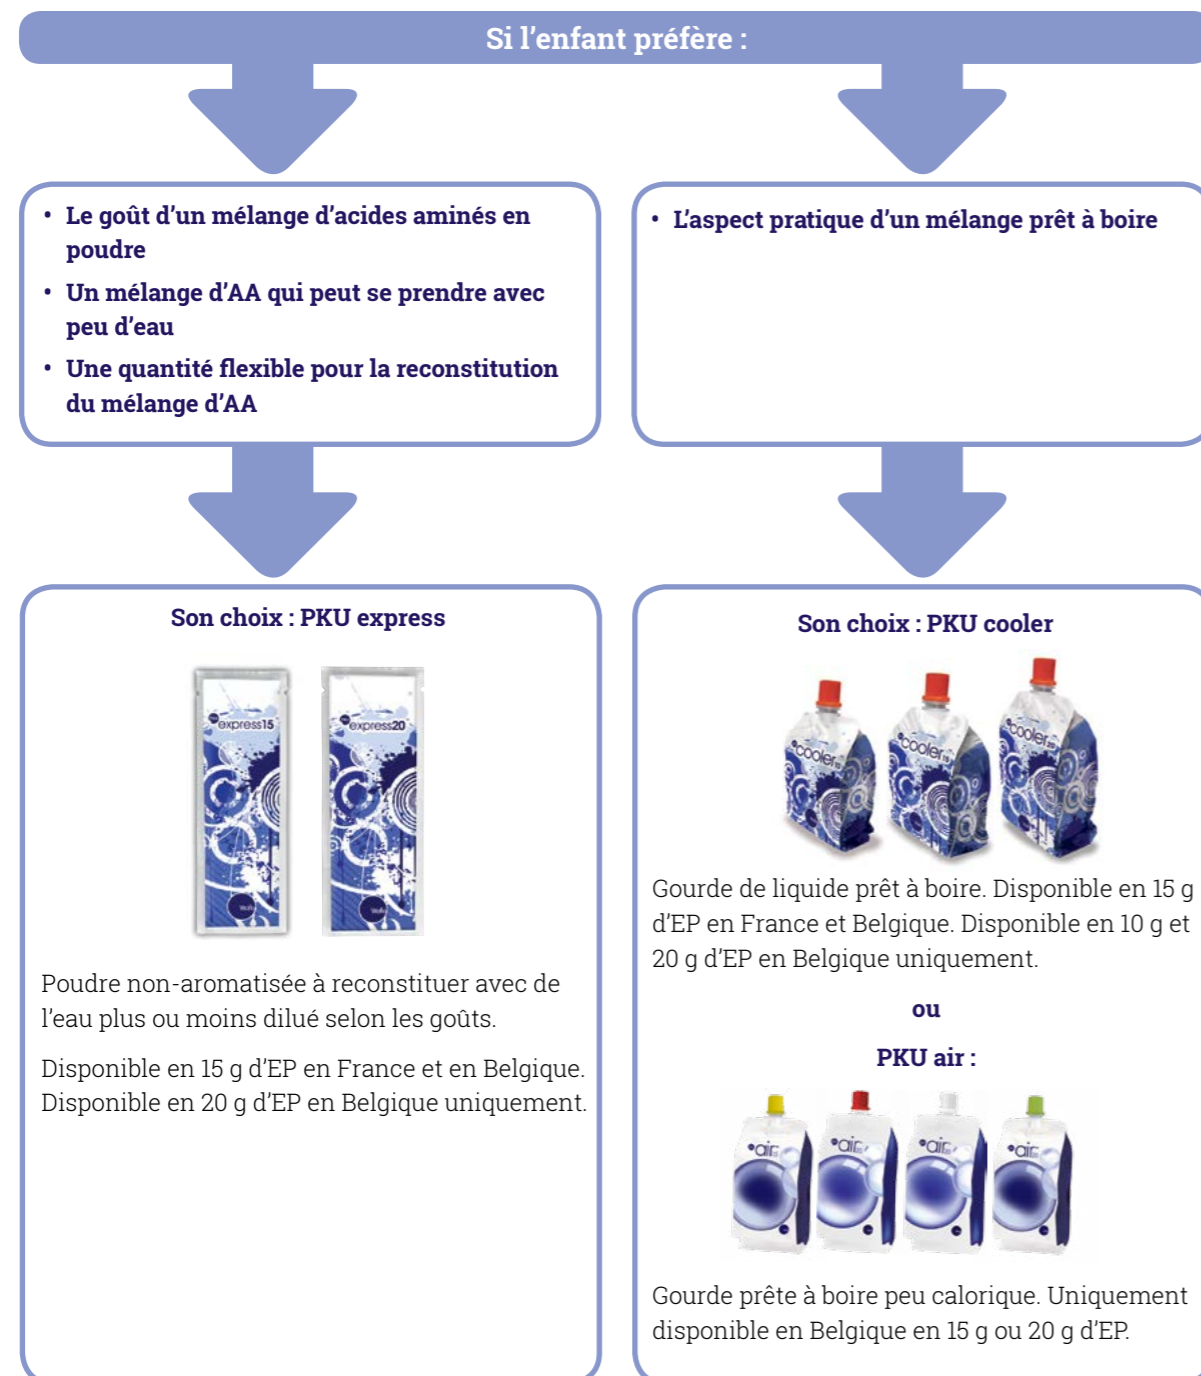 Si l’enfant préfère :
• Le goût d’un mélange d’acides aminés en
poudre
• Un mélange d’AA qui peut se prendre avec
peu d’eau
• Une quantité flexible pour la reconstitution
du mélange d’AA
• L’aspect pratique d’un mélange prêt à boire
Son choix : PKU express
express15
express20
Poudre non-aromatisée à reconstituer avec de
l’eau plus ou moins dilué selon les goûts.
Disponible en 15 g d’EP en France et en Belgique.
Disponible en 20 g d’EP en Belgique uniquement.
Son choix : PKU cooler
cooler
cooler
cooler
Gourde de liquide prêt à boire. Disponible en 15 g
d’EP en France et Belgique. Disponible en 10 g et
20 g d’EP en Belgique uniquement.
ou
PKU air :
air
air
air
air
Gourde prête à boire peu calorique. Uniquement
disponible en Belgique en 15 g ou 20 g d’EP.